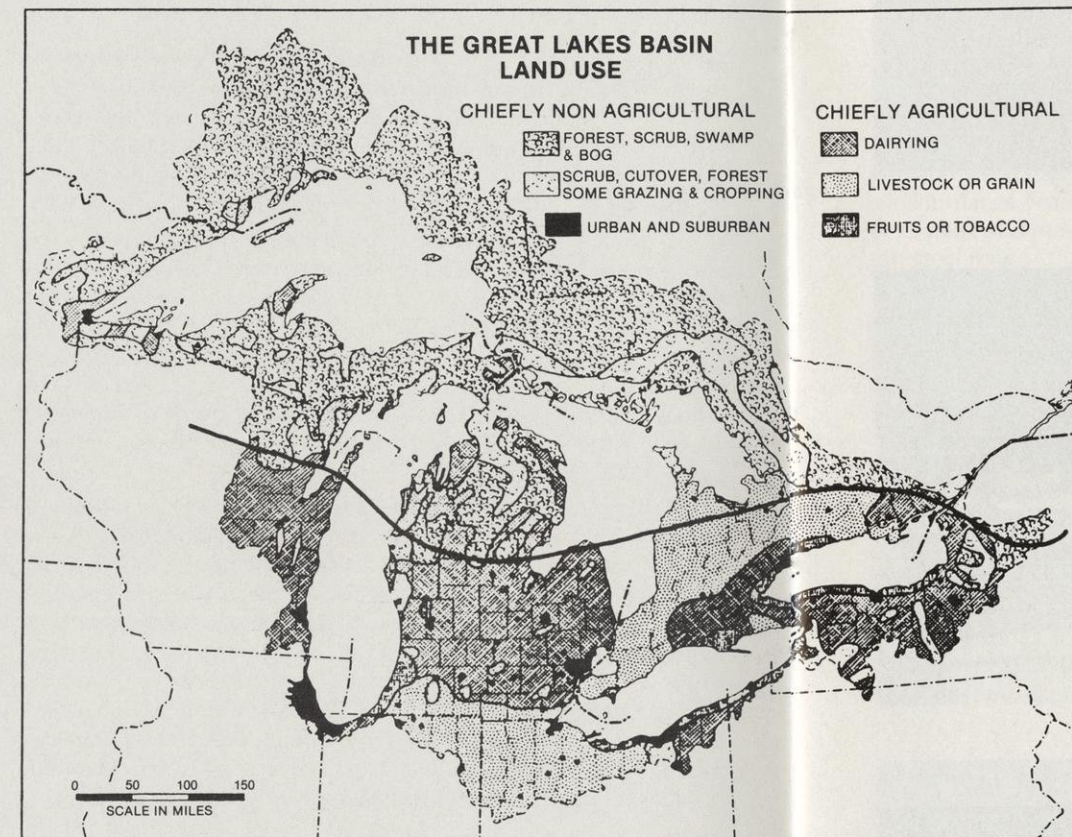 THE GREAT LAKES BASIN
LAND USE
CHIEFLY NON AGRICULTURAL
FOREST, SCRUB, SWAMP
& BOG
SCRUB, CUTOVER, FOREST
SOME GRAZING & CROPPING
URBAN AND SUBURBAN
CHIEFLY AGRICULTURAL
DAIRYING
LIVESTOCK OR GRAIN
FRUITS OR TOBACCO
0 50 100 150
SCALE IN MILES